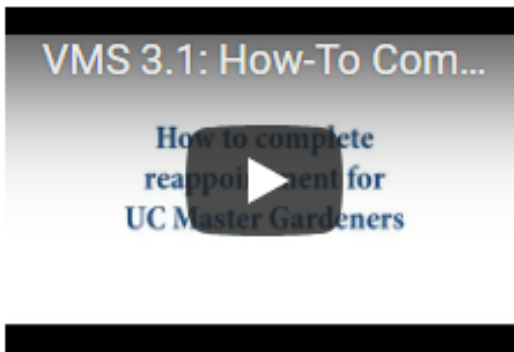 VMS 3.1: How-To Com...
How to complete
reappointment for
UC Master Gardeners